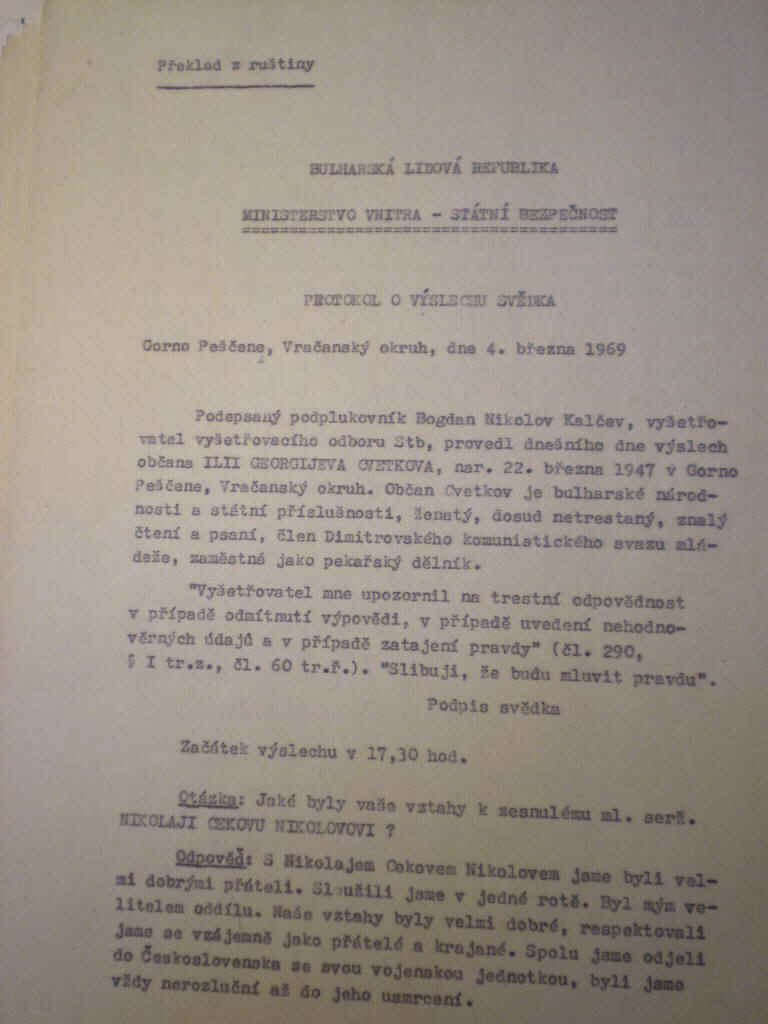 Překlad z ruštiny
BULHARSKÁ LIDOVÁ REPUBLIKA
MINISTERSTVO VNITRA - STÁTNÍ BEZPEČNOST
PROTOKOL O VÝSLECHU SVĚDKA
Gorno Peščene, Vračanský okruh, dne 4. března 1969
Podepsaný podplukovník Bogdan Nikolov Kalčev, vyšetřo-
vatel vyšetřovacího odboru Stb, provedl dnešního dne výslech
občana ILII GEORGIJEVA CVETKOVA, nar. 22. března 1947 v Gorno
Peščene, Vračanský okruh. Občan Cvetkov je bulharské národ-
nosti a státní příslušnosti, ženatý, dosud netrestaný, znalý
čtení a psaní, člen Dimitrovského komunistického svazu mlá-
deže, zaměstná jako pekařský dělník.
"Vyšetřovatel mne upozornil na trestní odpovědnost
v případě odmítnutí výpovědi, v případě uvedení nehodno-
věrných údajů a v případě zatajení pravdy" (čl. 290,
§ I tr.z., čl. 60 tr.ř.). "Slibuji, že budu mluvit pravdu".
Podpis svědka
Začátek výslechu v 17,30 hod.
Otázka: Jaké byly vaše vztahy k zesnulému ml. serž.
NIKOLAJI CEKOVU NIKOLOVOVI ?
Odpověď: S Nikolajem Cekovem Nikolovem jsme byli vel-
mi dobrými přáteli. Sloužili jsme v jedné rotě. Byl mým ve-
litelem oddílu. Naše vztahy byly velmi dobré, respektovali
jsme se vzájemně jako přátelé a krajané. Spolu jsme odjeli
do Československa se svou vojenskou jednotkou, byli jsme
vždy nerozluční až do jeho usmrcení.